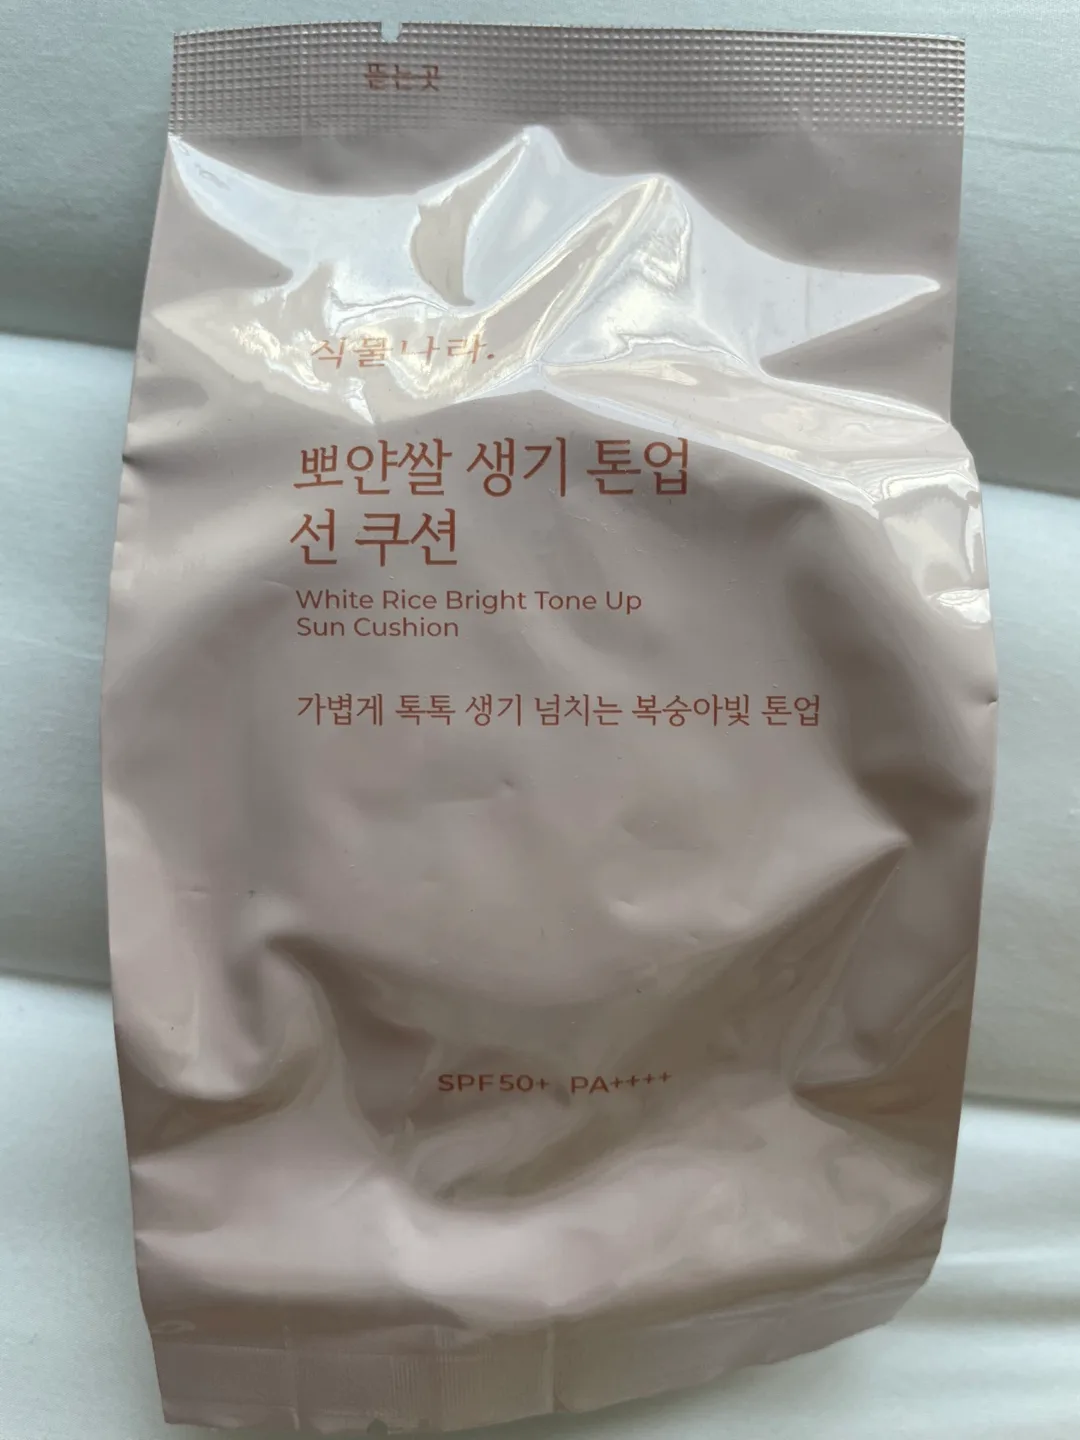 뜯는곳
식물나라.
뽀얀쌀 생기 톤업
선 쿠션
White Rice Bright Tone Up
Sun Cushion
가볍게 톡톡 생기 넘치는 복숭아빛 톤업
SPF50+ PA++++